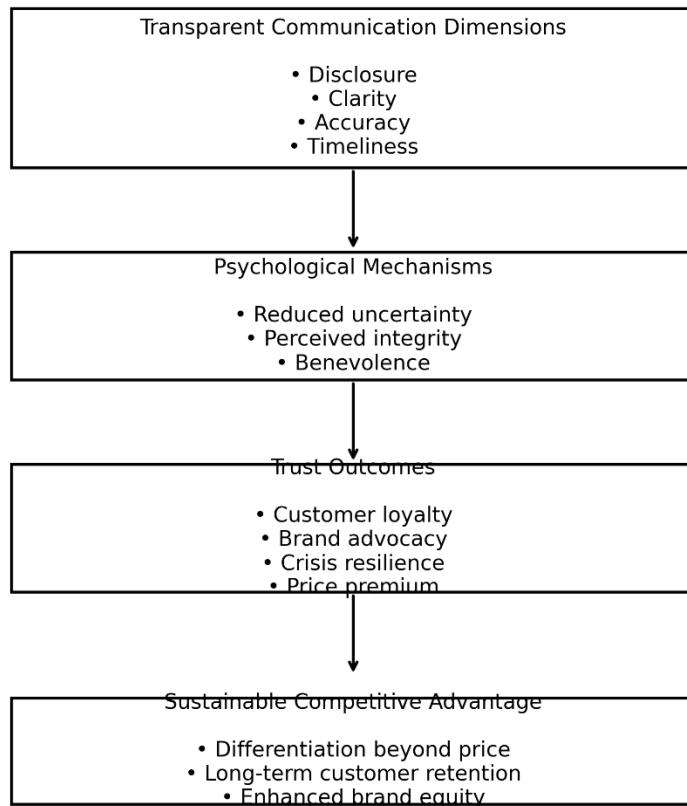 Transparent Communication Dimensions
• Disclosure
• Clarity
• Accuracy
• Timeliness
Psychological Mechanisms
• Reduced uncertainty
• Perceived integrity
• Benevolence
Trust Outcomes
• Customer loyalty
• Brand advocacy
• Crisis resilience
• Price premium
Sustainable Competitive Advantage
• Differentiation beyond price
• Long-term customer retention
• Enhanced brand equity